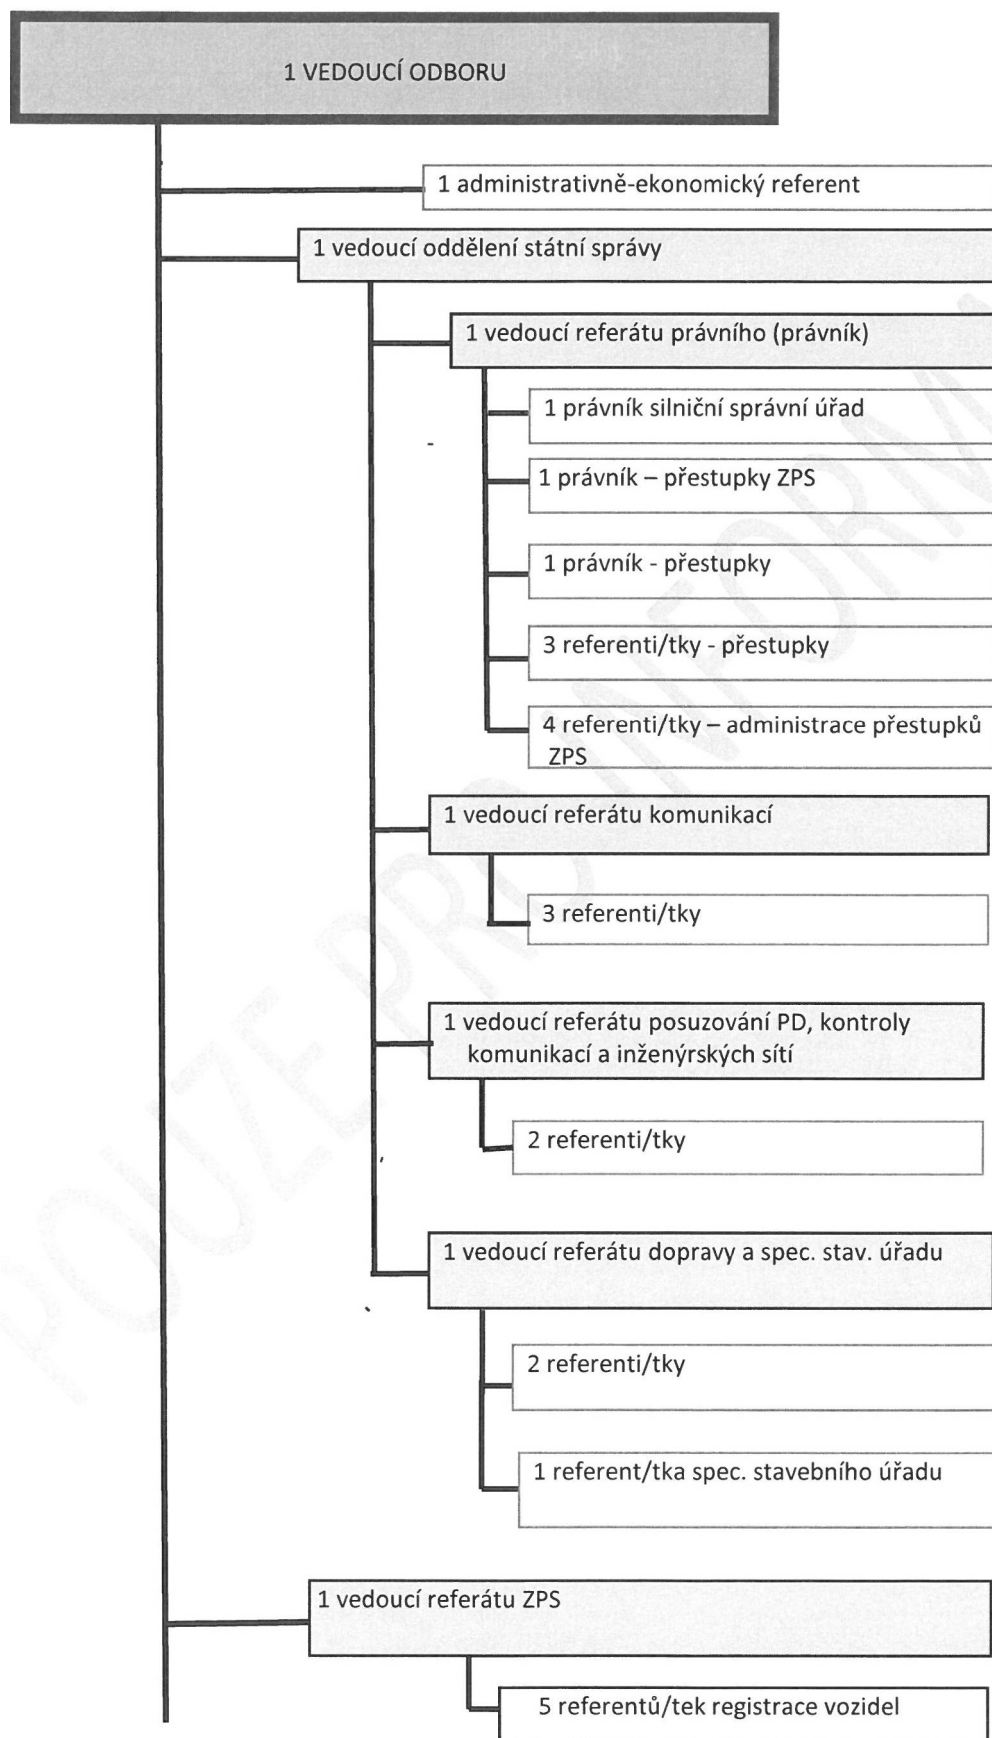 1 VEDOUCÍ ODBORU
1 administrativně-ekonomický referent
1 vedoucí oddělení státní správy
1 vedoucí referátu právního (právník)
1 právník silniční správní úřad
1 právník – přestupky ZPS
1 právník - přestupky
3 referenti/tky - přestupky
4 referenti/tky – administrace přestupků
ZPS
1 vedoucí referátu komunikací
3 referenti/tky
1 vedoucí referátu posuzování PD, kontroly
komunikací a inženýrských sítí
2 referenti/tky
1 vedoucí referátu dopravy a spec. stav. úřadu
2 referenti/tky
1 referent/tka spec. stavebního úřadu
1 vedoucí referátu ZPS
5 referentů/tek registrace vozidel
POUZE PRO INFORM